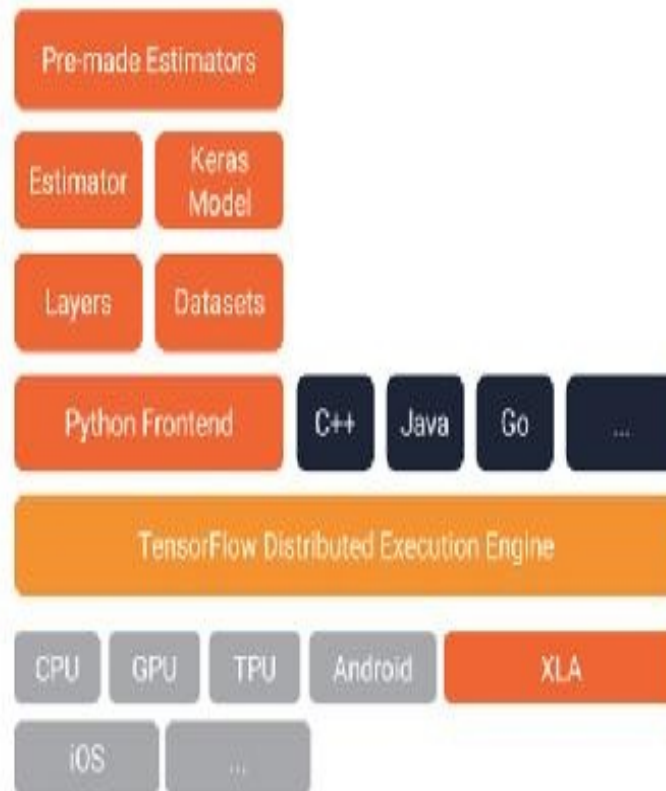 Pre-made Estimators
Estimator
Keras
Model
Layers
Datasets
Python Frontend
C++
Java
Go
...
TensorFlow Distributed Execution Engine
CPU
GPU
TPU
Android
XLA
iOS
...